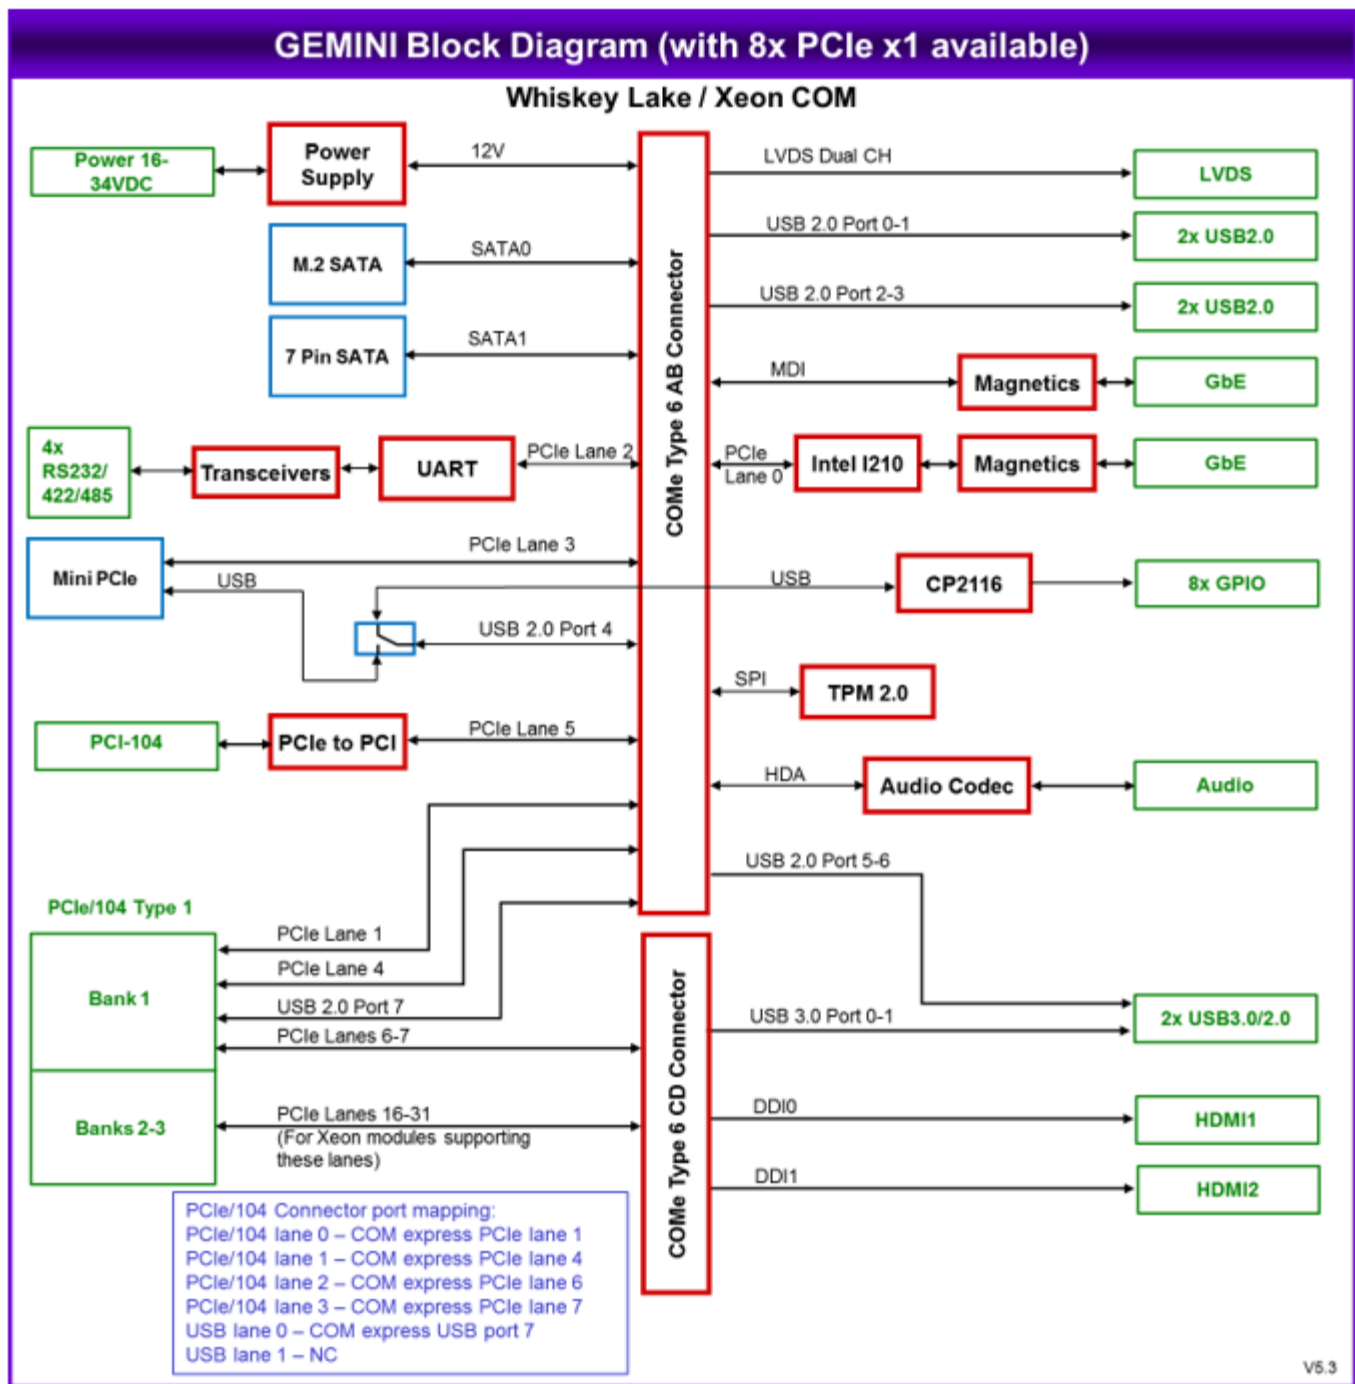 GEMINI Block Diagram (with 8x PCIe x1 available)
Whiskey Lake / Xeon COM
Power 16-
34VDC
Power
Supply
12V
M.2 SATA
SATA0
7 Pin SATA
SATA1
4x
RS232/
422/485
Transceivers
UART
PCIe Lane 2
Mini PCIe
PCIe Lane 3
USB
USB 2.0 Port 4
PCI-104
PCIe to PCI
PCIe Lane 5
PCIe/104 Type 1
Bank 1
PCIe Lane 1
PCIe Lane 4
USB 2.0 Port 7
PCIe Lanes 6-7
Banks 2-3
PCIe Lanes 16-31
(For Xeon modules supporting
these lanes)
COMe Type 6 AB Connector
COMe Type 6 CD Connector
LVDS Dual CH
LVDS
USB 2.0 Port 0-1
2x USB2.0
USB 2.0 Port 2-3
2x USB2.0
MDI
Magnetics
GbE
PCIe
Lane 0
Intel I210
Magnetics
GbE
USB
CP2116
8x GPIO
SPI
TPM 2.0
HDA
Audio Codec
Audio
USB 2.0 Port 5-6
USB 3.0 Port 0-1
2x USB3.0/2.0
DDI0
HDMI1
DDI1
HDMI2
PCIe/104 Connector port mapping:
PCIe/104 lane 0 – COM express PCIe lane 1
PCIe/104 lane 1 – COM express PCIe lane 4
PCIe/104 lane 2 – COM express PCIe lane 6
PCIe/104 lane 3 – COM express PCIe lane 7
USB lane 0 – COM express USB port 7
USB lane 1 – NC
V5.3